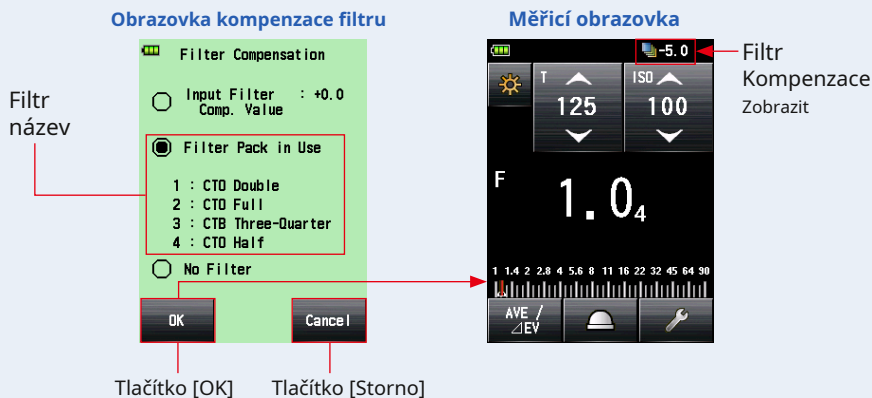 Obrazovka kompenzace filtru
Filter Compensation
Input Filter : +0.0
Comp. Value
Filter Pack in Use
1 : CTO Double
2 : CTO Full
3 : CTB Three-Quarter
4 : CTO Half
No Filter
OK
Cancel
Filtr
název
Tlačítko [OK]
Tlačítko [Storno]
Měřicí obrazovka
-5.0
T
125
ISO
100
F
1.04
1 1.4 2 2.8 4 5.6 8 11 16 22 32 45 64 90
AVE /
⊿EV
Filtr
Kompenzace
Zobrazit